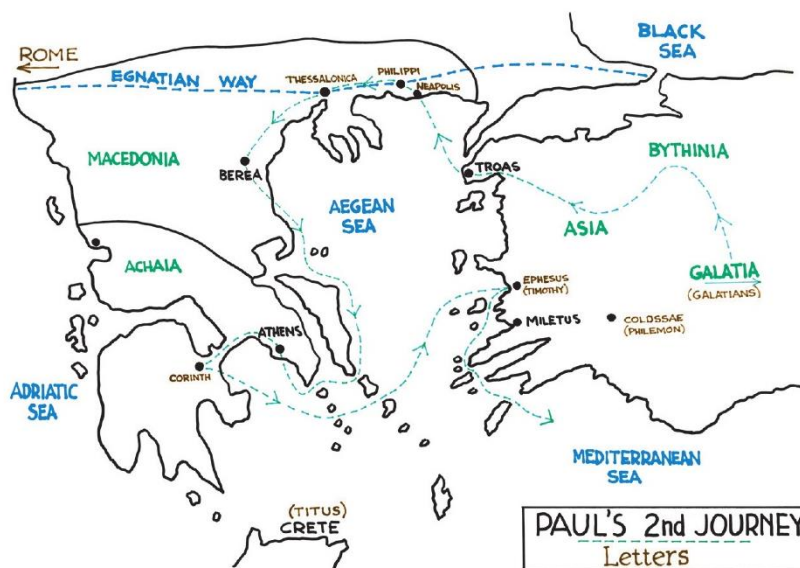 BLACK
SEA
ROME
EGNATIAN WAY
THESSALONICA
PHILIPPI
NEAPOLIS
MACEDONIA
BEREA
TROAS
BYTHINIA
AEGEAN
SEA
ASIA
ACHAIA
GALATIA
(GALATIANS)
EPHESUS
(TIMOTHY)
MILETUS
COLOSSAE
(PHILEMON)
ATHENS
CORINTH
ADRIATIC
SEA
MEDITERRANEAN
SEA
(TITUS)
CRETE
PAUL'S 2nd JOURNEY
Letters